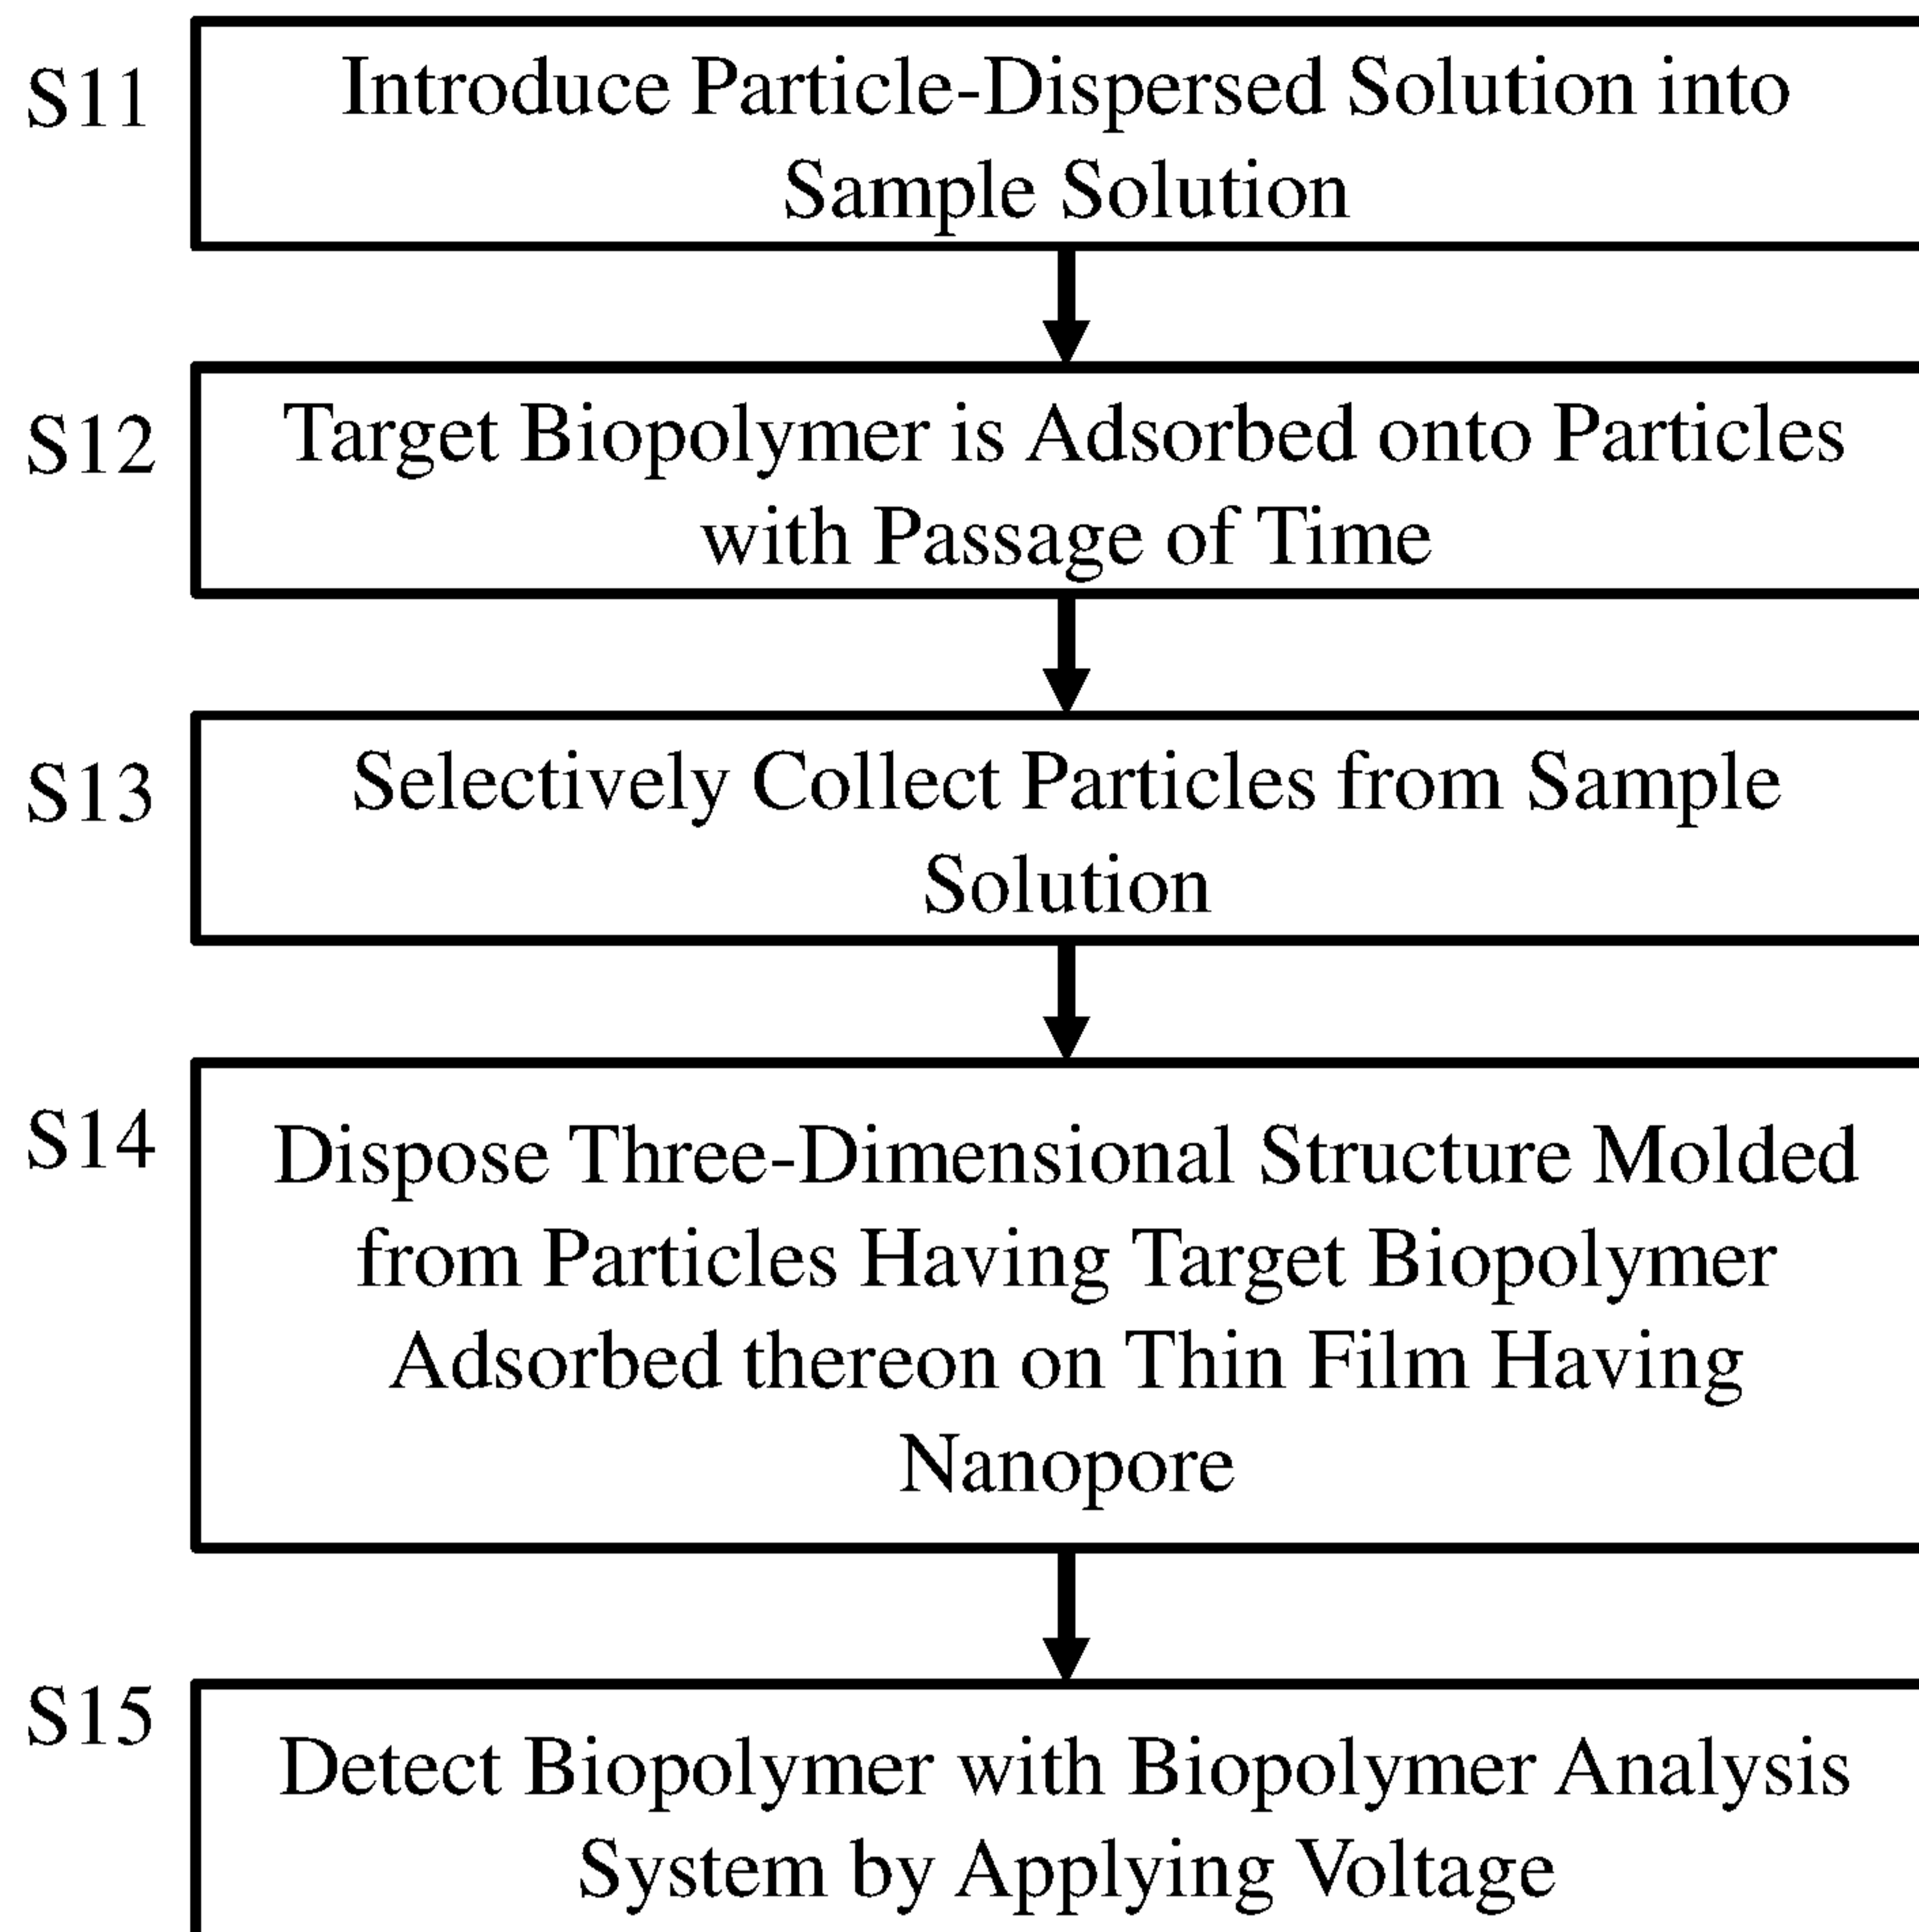 S11
Introduce Particle-Dispersed Solution into
Sample Solution
S12
Target Biopolymer is Adsorbed onto Particles
with Passage of Time
S13
Selectively Collect Particles from Sample
Solution
S14
Dispose Three-Dimensional Structure Molded
from Particles Having Target Biopolymer
Adsorbed thereon on Thin Film Having
Nanopore
S15
Detect Biopolymer with Biopolymer Analysis
System by Applying Voltage